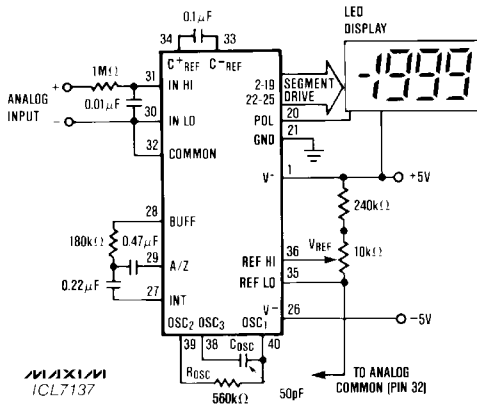 0.1µF
LED
DISPLAY
34
33
C⁺REF
C⁻REF
1MΩ
31
IN HI
+
ANALOG
INPUT
0.01µF
30
IN LO
-
32
COMMON
2-19
22-25
SEGMENT
DRIVE
-1999
POL
20
GND
21
V⁻
1
+5V
240kΩ
28
BUFF
180kΩ
0.47µF
29
A/Z
0.22µF
27
INT
REF HI
36
VREF
10kΩ
REF LO
35
V⁻
26
-5V
OSC2
OSC3
OSC1
39
38
40
COSC
ROSC
560kΩ
50pF
TO ANALOG
COMMON (PIN 32)
MAXIM
ICL7137